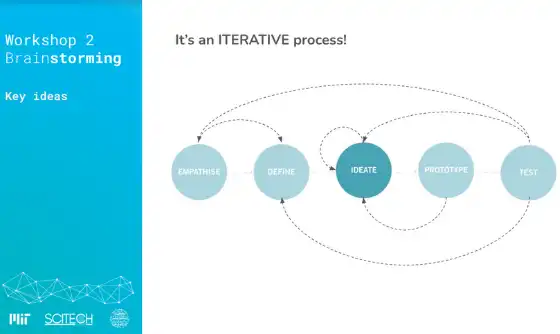 Workshop 2
Brainstorming
Key ideas
It's an ITERATIVE process!
EMPATHISE
DEFINE
IDEATE
PROTOTYPE
TEST
MIT
SCITECH